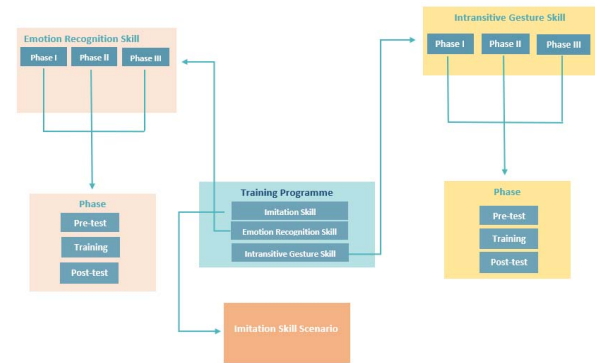 Emotion Recognition Skill
Phase I
Phase II
Phase III
Intransitive Gesture Skill
Phase I
Phase II
Phase III
Phase
Pre-test
Training
Post-test
Training Programme
Imitation Skill
Emotion Recognition Skill
Intransitive Gesture Skill
Phase
Pre-test
Training
Post-test
Imitation Skill Scenario